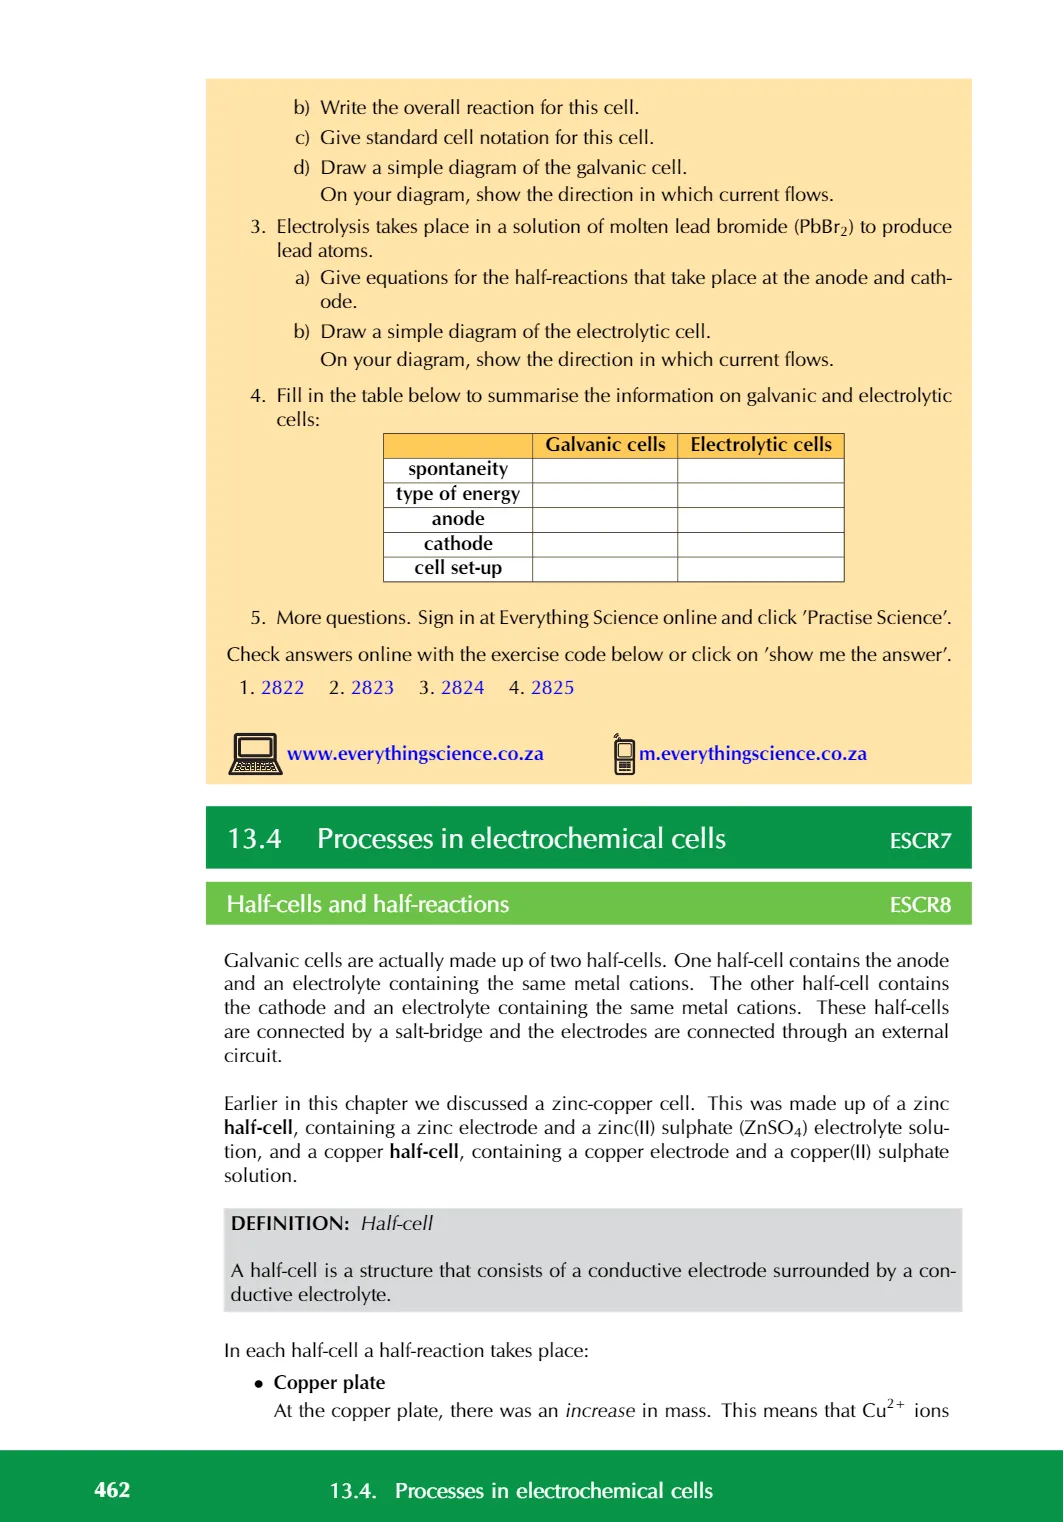 b) Write the overall reaction for this cell.
c) Give standard cell notation for this cell.
d) Draw a simple diagram of the galvanic cell.
On your diagram, show the direction in which current flows.
3. Electrolysis takes place in a solution of molten lead bromide (PbBr₂) to produce
lead atoms.
a) Give equations for the half-reactions that take place at the anode and cath-
ode.
b) Draw a simple diagram of the electrolytic cell.
On your diagram, show the direction in which current flows.
4. Fill in the table below to summarise the information on galvanic and electrolytic
cells:
Galvanic cells Electrolytic cells
spontaneity
type of energy
anode
cathode
cell set-up
5. More questions. Sign in at Everything Science online and click ’Practise Science’.
Check answers online with the exercise code below or click on ’show me the answer’.
1. 2822 2. 2823 3. 2824 4. 2825
www.everythingscience.co.za m.everythingscience.co.za
13.4 Processes in electrochemical cells ESCR7
Half-cells and half-reactions ESCR8
Galvanic cells are actually made up of two half-cells. One half-cell contains the anode
and an electrolyte containing the same metal cations. The other half-cell contains
the cathode and an electrolyte containing the same metal cations. These half-cells
are connected by a salt-bridge and the electrodes are connected through an external
circuit.
Earlier in this chapter we discussed a zinc-copper cell. This was made up of a zinc
half-cell, containing a zinc electrode and a zinc(II) sulphate (ZnSO₄) electrolyte solu-
tion, and a copper half-cell, containing a copper electrode and a copper(II) sulphate
solution.
DEFINITION: Half-cell
A half-cell is a structure that consists of a conductive electrode surrounded by a con-
ductive electrolyte.
In each half-cell a half-reaction takes place:
• Copper plate
At the copper plate, there was an increase in mass. This means that Cu²⁺ ions
462 13.4. Processes in electrochemical cells